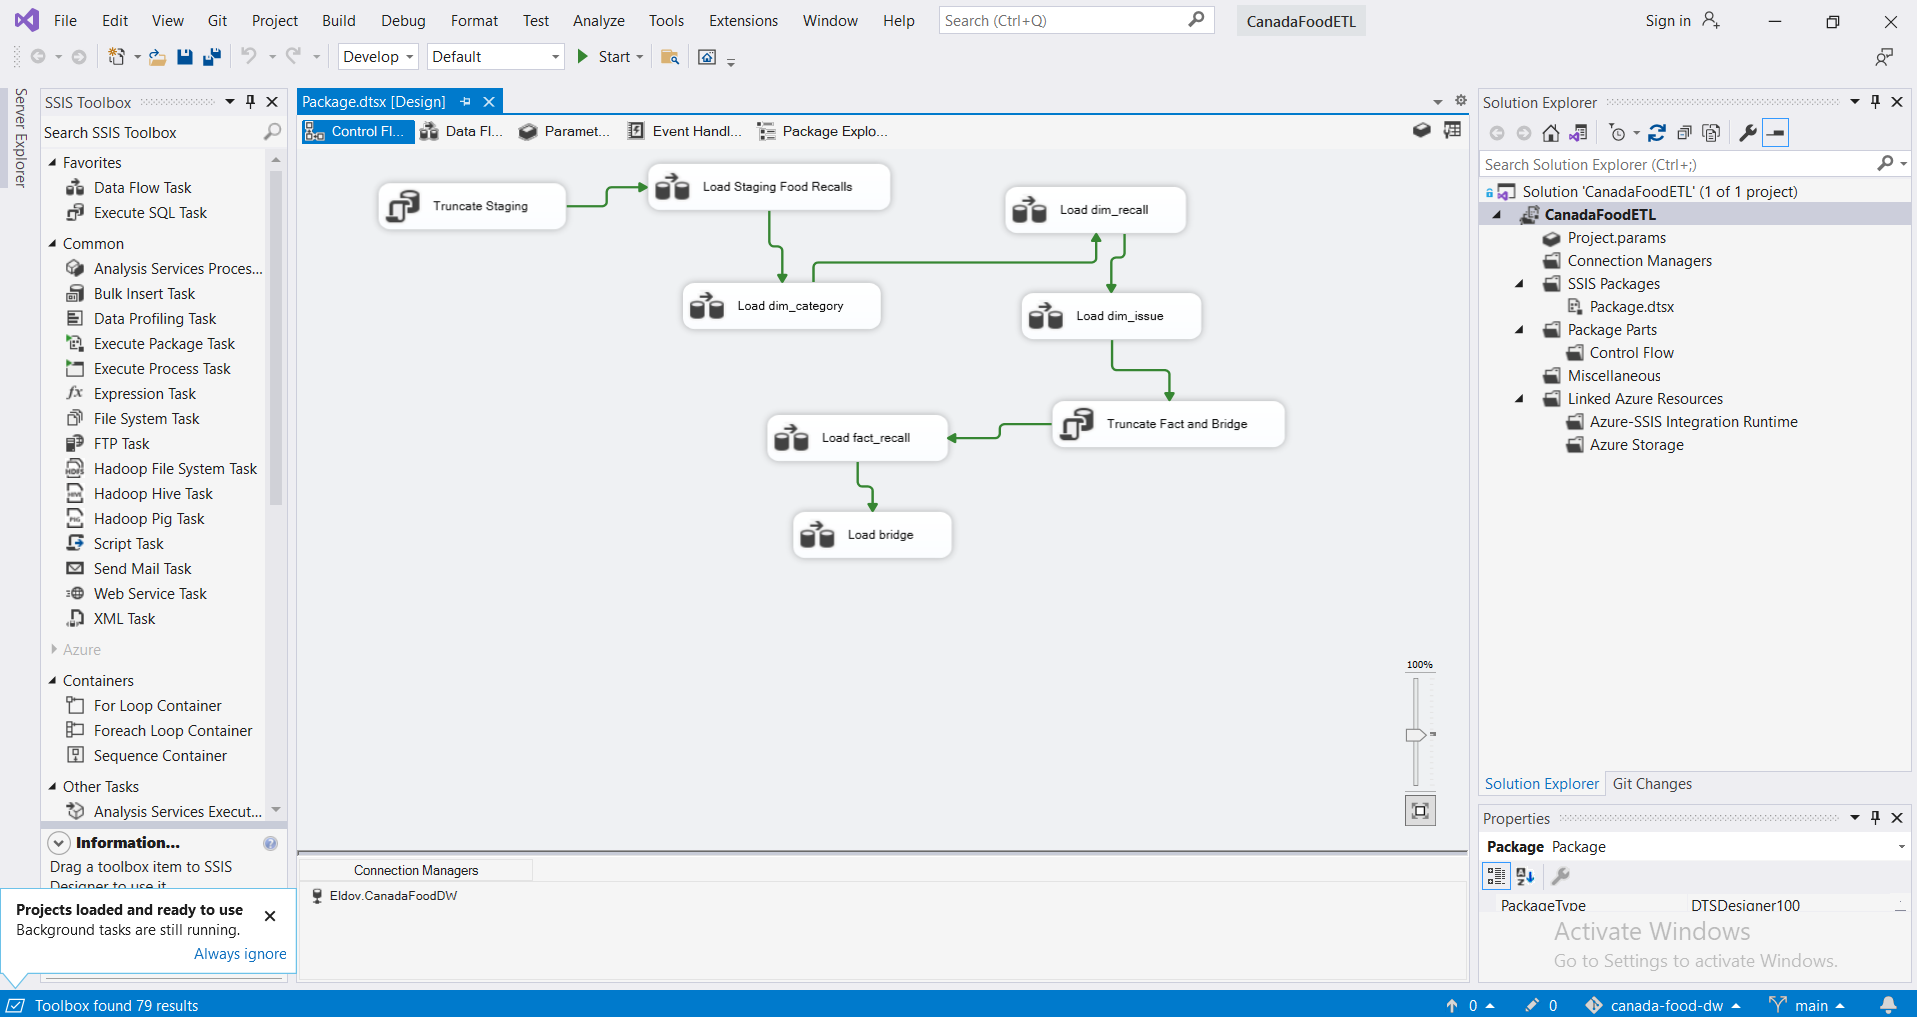 File Edit View Git Project Build Debug Format Test Analyze Tools Extensions Window Help Search (Ctrl+Q) CanadaFoodETL Sign in
Develop Default Start
Server Explorer
SSIS Toolbox
Search SSIS Toolbox
Favorites
Data Flow Task
Execute SQL Task
Common
Analysis Services Proces...
Bulk Insert Task
Data Profiling Task
Execute Package Task
Execute Process Task
Expression Task
File System Task
FTP Task
Hadoop File System Task
Hadoop Hive Task
Hadoop Pig Task
Script Task
Send Mail Task
Web Service Task
XML Task
Azure
Containers
For Loop Container
Foreach Loop Container
Sequence Container
Other Tasks
Analysis Services Execut...
Information...
Drag a toolbox item to SSIS
Designer to use it
Projects loaded and ready to use
Background tasks are still running.
Always ignore
Package.dtsx [Design]
Control Fl... Data Fl... Paramet... Event Handl... Package Explo...
Truncate Staging
Load Staging Food Recalls
Load dim_recall
Load dim_category
Load dim_issue
Truncate Fact and Bridge
Load fact_recall
Load bridge
100%
Connection Managers
Eldov.CanadaFoodDW
Solution Explorer
Search Solution Explorer (Ctrl+;)
Solution 'CanadaFoodETL' (1 of 1 project)
CanadaFoodETL
Project.params
Connection Managers
SSIS Packages
Package.dtsx
Package Parts
Control Flow
Miscellaneous
Linked Azure Resources
Azure-SSIS Integration Runtime
Azure Storage
Solution Explorer Git Changes
Properties
Package Package
PackageType DTSDesigner100
Activate Windows
Go to Settings to activate Windows.
Toolbox found 79 results 0 0 canada-food-dw main